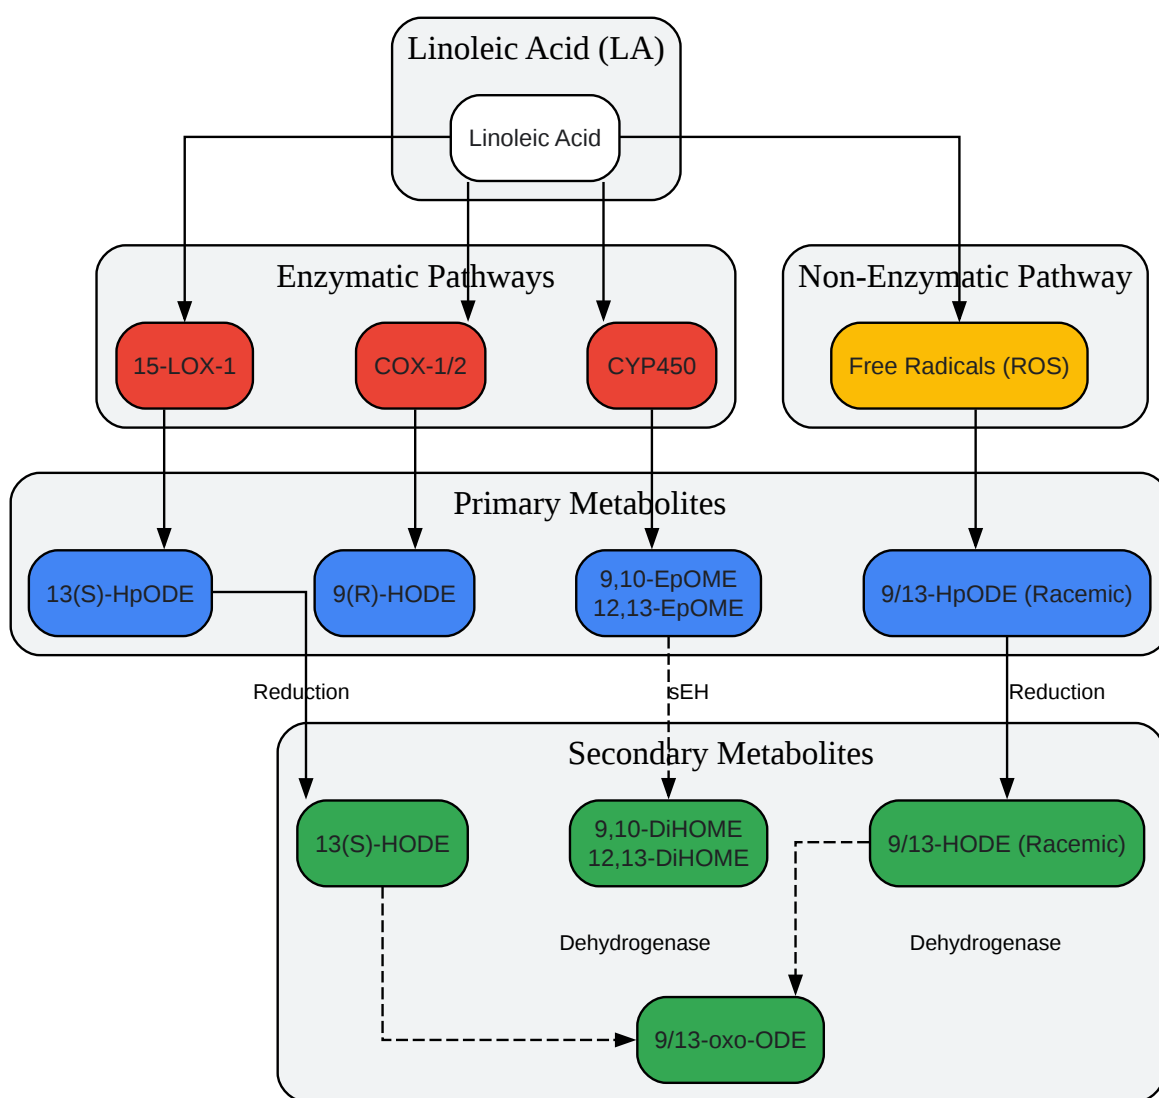 Linoleic Acid (LA)
Linoleic Acid
Enzymatic Pathways
Non-Enzymatic Pathway
15-LOX-1
COX-1/2
CYP450
Free Radicals (ROS)
Primary Metabolites
13(S)-HpODE
9(R)-HODE
9,10-EpOME
12,13-EpOME
9/13-HpODE (Racemic)
Reduction
sEH
Reduction
Secondary Metabolites
13(S)-HODE
9,10-DiHOME
12,13-DiHOME
9/13-HODE (Racemic)
Dehydrogenase
Dehydrogenase
9/13-oxo-ODE